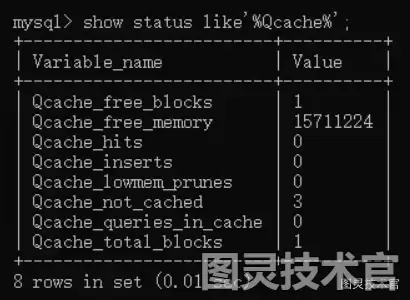 mysql> show status like'%Qcache%';
+-------------------------+----------+
| Variable_name | Value |
+-------------------------+----------+
| Qcache_free_blocks | 1 |
| Qcache_free_memory | 15711224 |
| Qcache_hits | 0 |
| Qcache_inserts | 0 |
| Qcache_lowmem_prunes | 0 |
| Qcache_not_cached | 3 |
| Qcache_queries_in_cache | 0 |
| Qcache_total_blocks | 1 |
+-------------------------+----------+
8 rows in set (0.01 sec)
图灵技术官
图灵技术官